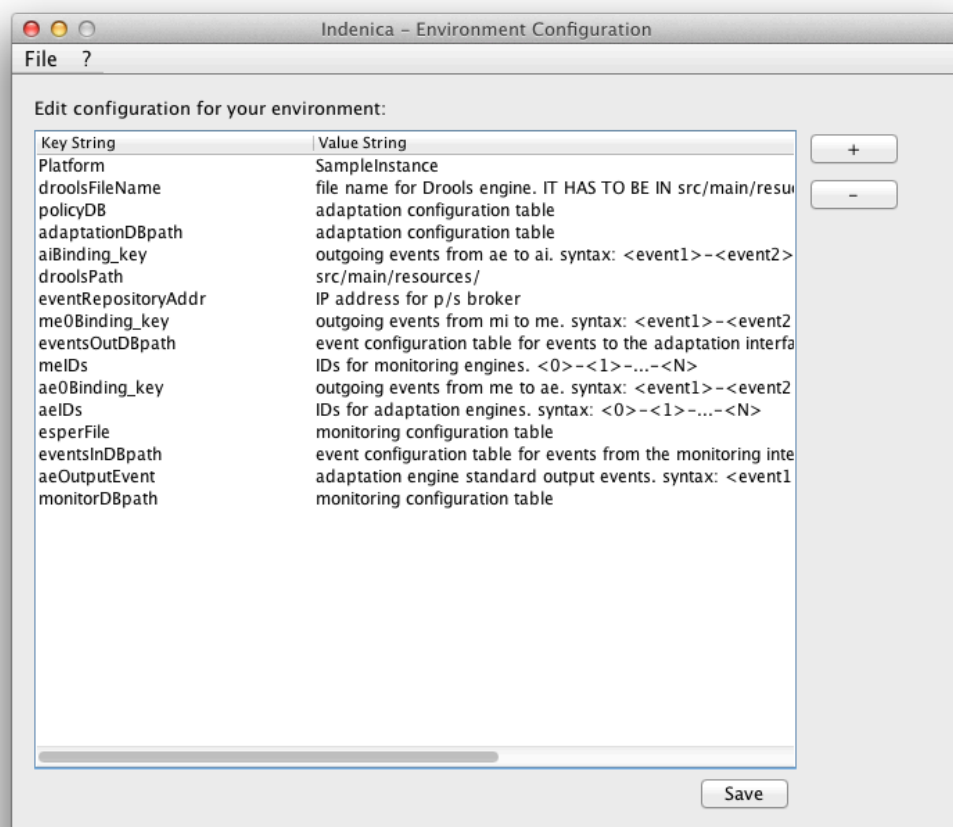 Indenica – Environment Configuration
File ?
Edit configuration for your environment:
Key String Value String
Platform SampleInstance
droolsFileName file name for Drools engine. IT HAS TO BE IN src/main/resu
policyDB adaptation configuration table
adaptationDBpath adaptation configuration table
aiBinding_key outgoing events from ae to ai. syntax: <event1>-<event2>
droolsPath src/main/resources/
eventRepositoryAddr IP address for p/s broker
me0Binding_key outgoing events from mi to me. syntax: <event1>-<event2
eventsOutDBpath event configuration table for events to the adaptation interfa
meIDs IDs for monitoring engines. <0>-<1>-...-<N>
ae0Binding_key outgoing events from me to ae. syntax: <event1>-<event2
aeIDs IDs for adaptation engines. syntax: <0>-<1>-...-<N>
esperFile monitoring configuration table
eventsInDBpath event configuration table for events from the monitoring inte
aeOutputEvent adaptation engine standard output events. syntax: <event1
monitorDBpath monitoring configuration table
+
-
Save